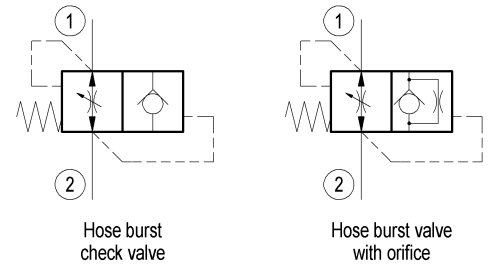 1
1
2
2
Hose burst
check valve
Hose burst valve
with orifice